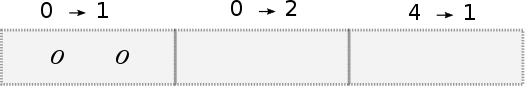 0 → 1 0 → 2 4 → 1
o o